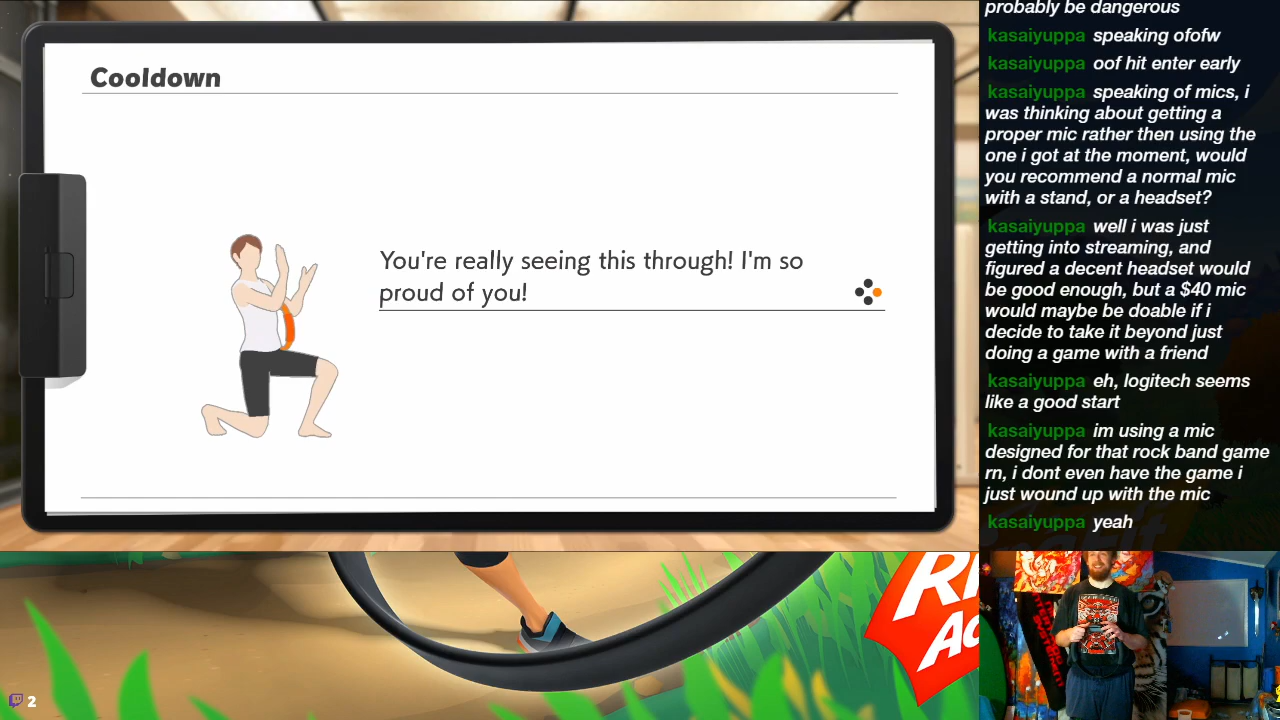 Cooldown
You're really seeing this through! I'm so
proud of you!
probably be dangerous
kasaiyuppa speaking ofofw
kasaiyuppa oof hit enter early
kasaiyuppa speaking of mics, i
was thinking about getting a
proper mic rather then using the
one i got at the moment, would
you recommend a normal mic
with a stand, or a headset?
kasaiyuppa well i was just
getting into streaming, and
figured a decent headset would
be good enough, but a $40 mic
would maybe be doable if i
decide to take it beyond just
doing a game with a friend
kasaiyuppa eh, logitech seems
like a good start
kasaiyuppa im using a mic
designed for that rock band game
rn, i dont even have the game i
just wound up with the mic
kasaiyuppa yeah
2